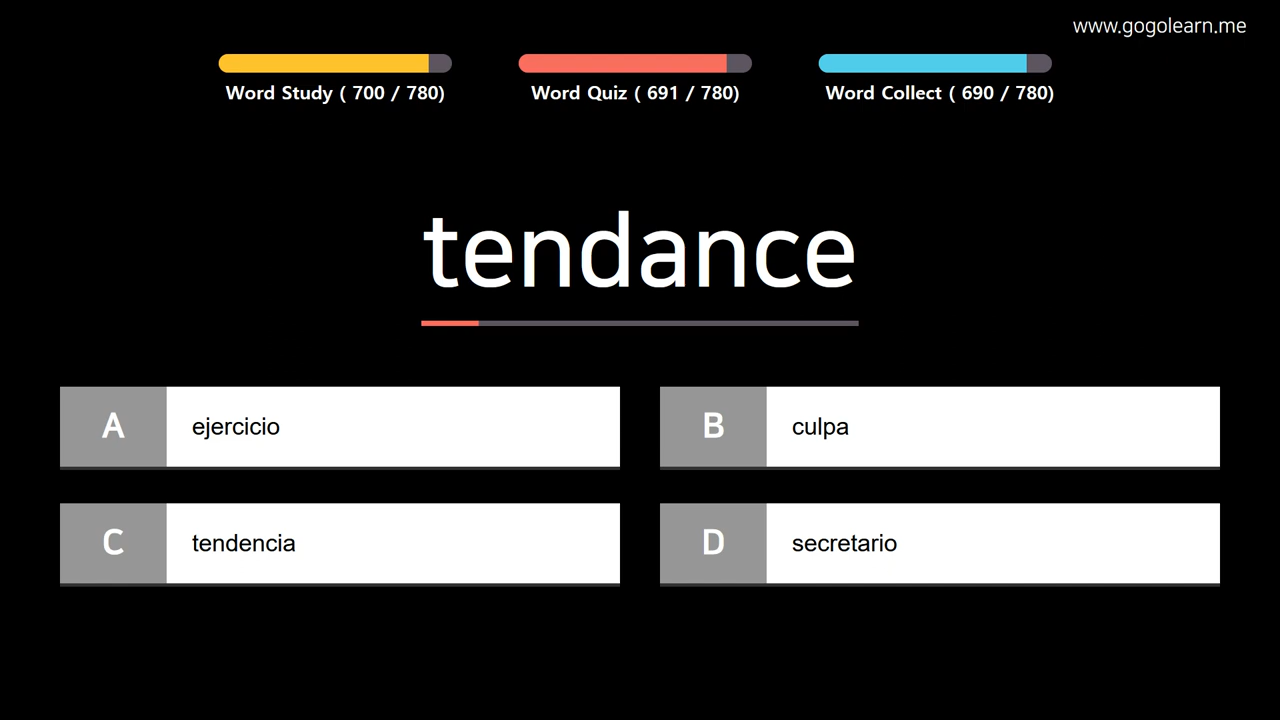 www.gogolearn.me
Word Study ( 700 / 780)
Word Quiz ( 691 / 780)
Word Collect ( 690 / 780)
tendance
A
ejercicio
B
culpa
C
tendencia
D
secretario